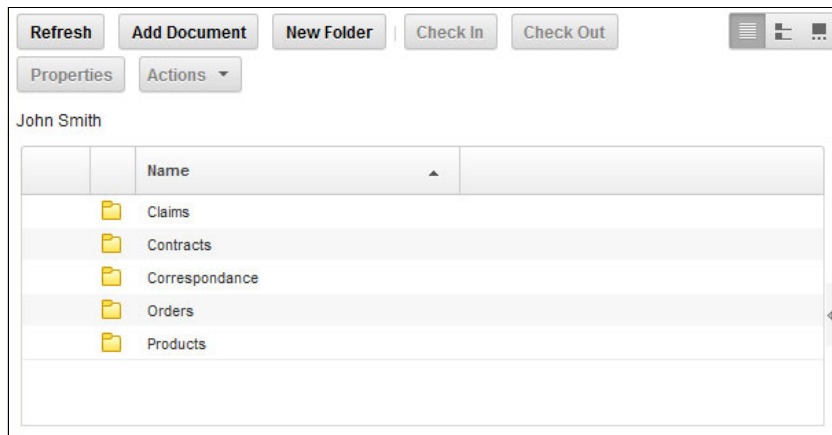 Refresh Add Document New Folder Check In Check Out
Properties Actions
John Smith
Name
Claims
Contracts
Correspondance
Orders
Products